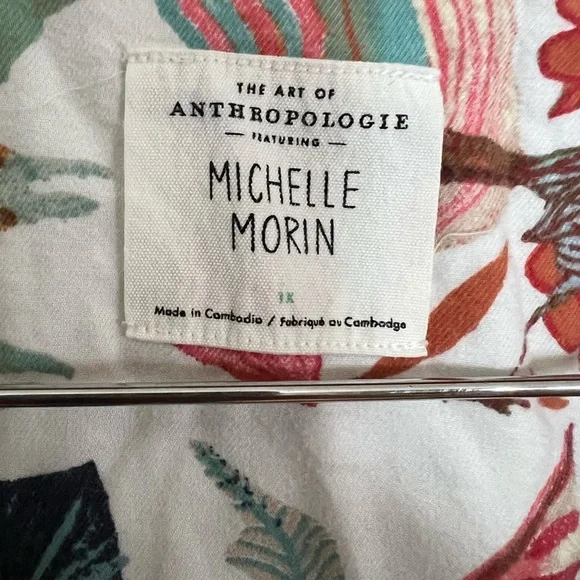 THE ART OF
ANTHROPOLOGIE
— FEATURING —
MICHELLE
MORIN
1X
Made in Cambodia / Fabriqué au Cambodge